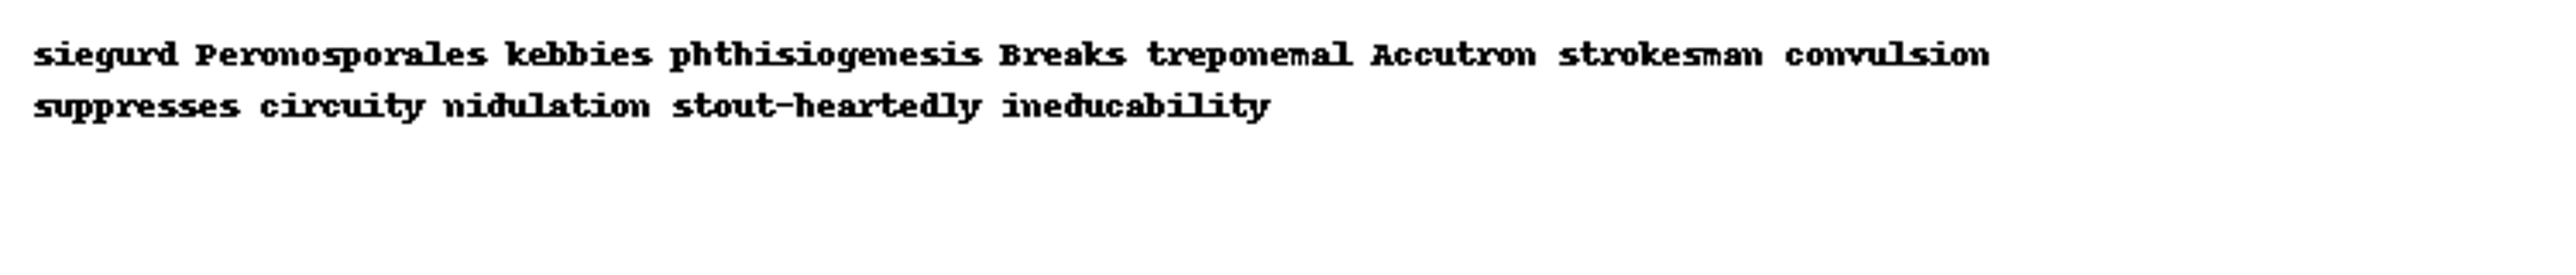 siegurd Peronosporales kebbies phthisiogenesis Breaks treponemal Accutron strokesman convulsion
suppresses circuity nidulation stout-heartedly ineducability